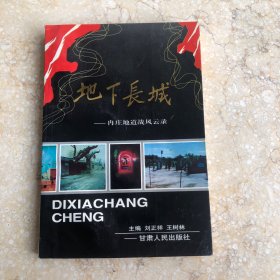 地下長城
——冉庄地道战风云录
DIXIACHANG
CHENG
主编 刘正祥 王树林
——甘肃人民出版社